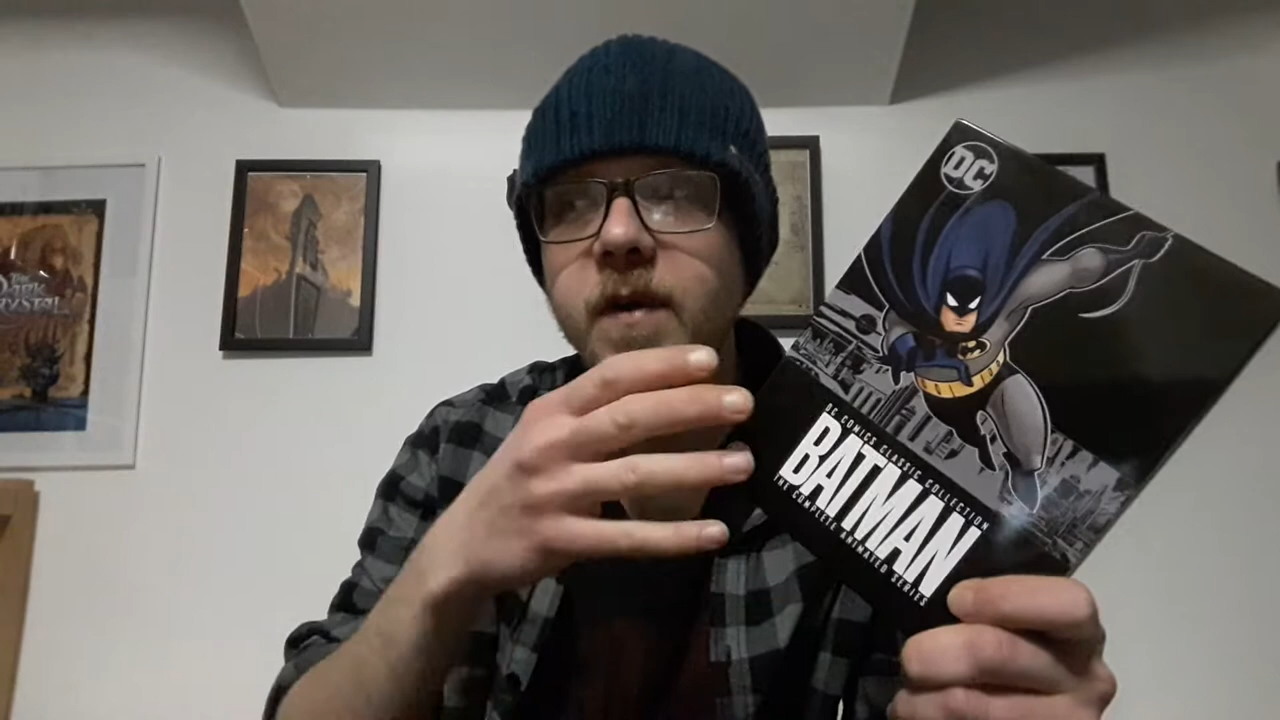 The
DARK
CRYSTAL
DC
DC COMICS CLASSIC COLLECTION
BATMAN
THE COMPLETE ANIMATED SERIES